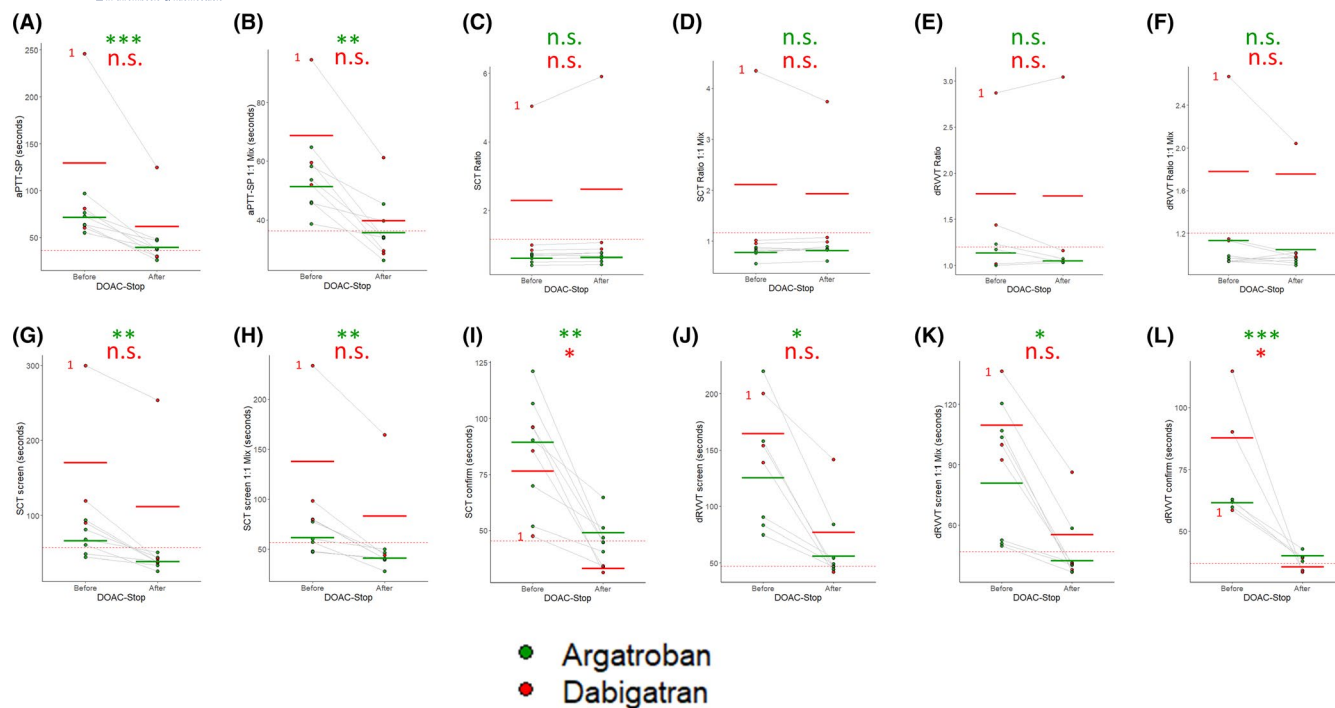 (A)
***
n.s.
250
200
150
100
50
1
aPTT-SP (seconds)
Before
After
DOAC-Stop
(B)
**
n.s.
100
80
60
40
1
aPTT-SP 1:1 Mix (seconds)
Before
After
DOAC-Stop
(C)
n.s.
n.s.
6
4
2
0
1
SCT Ratio
Before
After
DOAC-Stop
(D)
n.s.
n.s.
4
3
2
1
1
SCT Ratio 1:1 Mix
Before
After
DOAC-Stop
(E)
n.s.
n.s.
3.0
2.5
2.0
1.5
1.0
1
dRVVT Ratio
Before
After
DOAC-Stop
(F)
n.s.
n.s.
2.4
2.0
1.6
1.2
1
dRVVT Ratio 1:1 Mix
Before
After
DOAC-Stop
(G)
**
n.s.
300
200
100
1
SCT screen (seconds)
Before
After
DOAC-Stop
(H)
**
n.s.
200
150
100
50
1
SCT screen 1:1 Mix (seconds)
Before
After
DOAC-Stop
(I)
**
*
125
100
75
50
1
SCT confirm (seconds)
Before
After
DOAC-Stop
(J)
*
n.s.
200
150
100
50
1
dRVVT screen (seconds)
Before
After
DOAC-Stop
(K)
*
n.s.
120
90
60
1
dRVVT screen 1:1 Mix (seconds)
Before
After
DOAC-Stop
(L)
***
*
100
75
50
1
dRVVT confirm (seconds)
Before
After
DOAC-Stop
Argatroban
Dabigatran